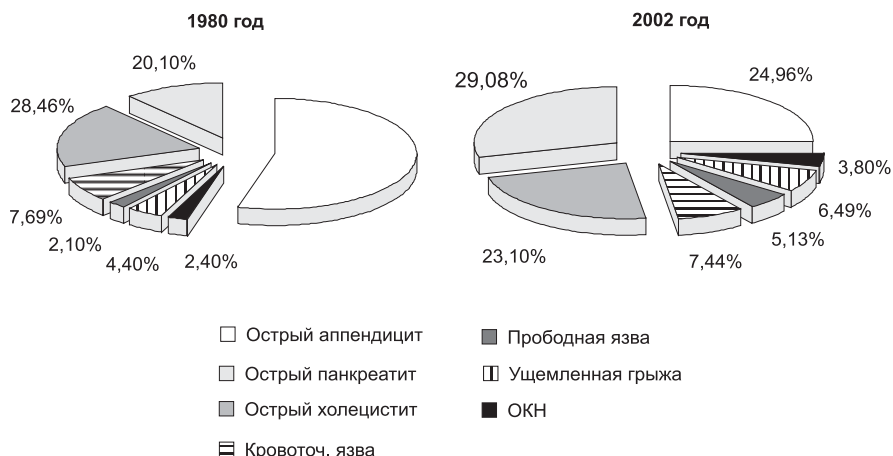 1980 год
2002 год
20,10%
28,46%
7,69%
2,10%
4,40%
2,40%
29,08%
24,96%
3,80%
6,49%
5,13%
7,44%
23,10%
Острый аппендицит
Острый панкреатит
Острый холецистит
Кровоточ. язва
Прободная язва
Ущемленная грыжа
ОКН